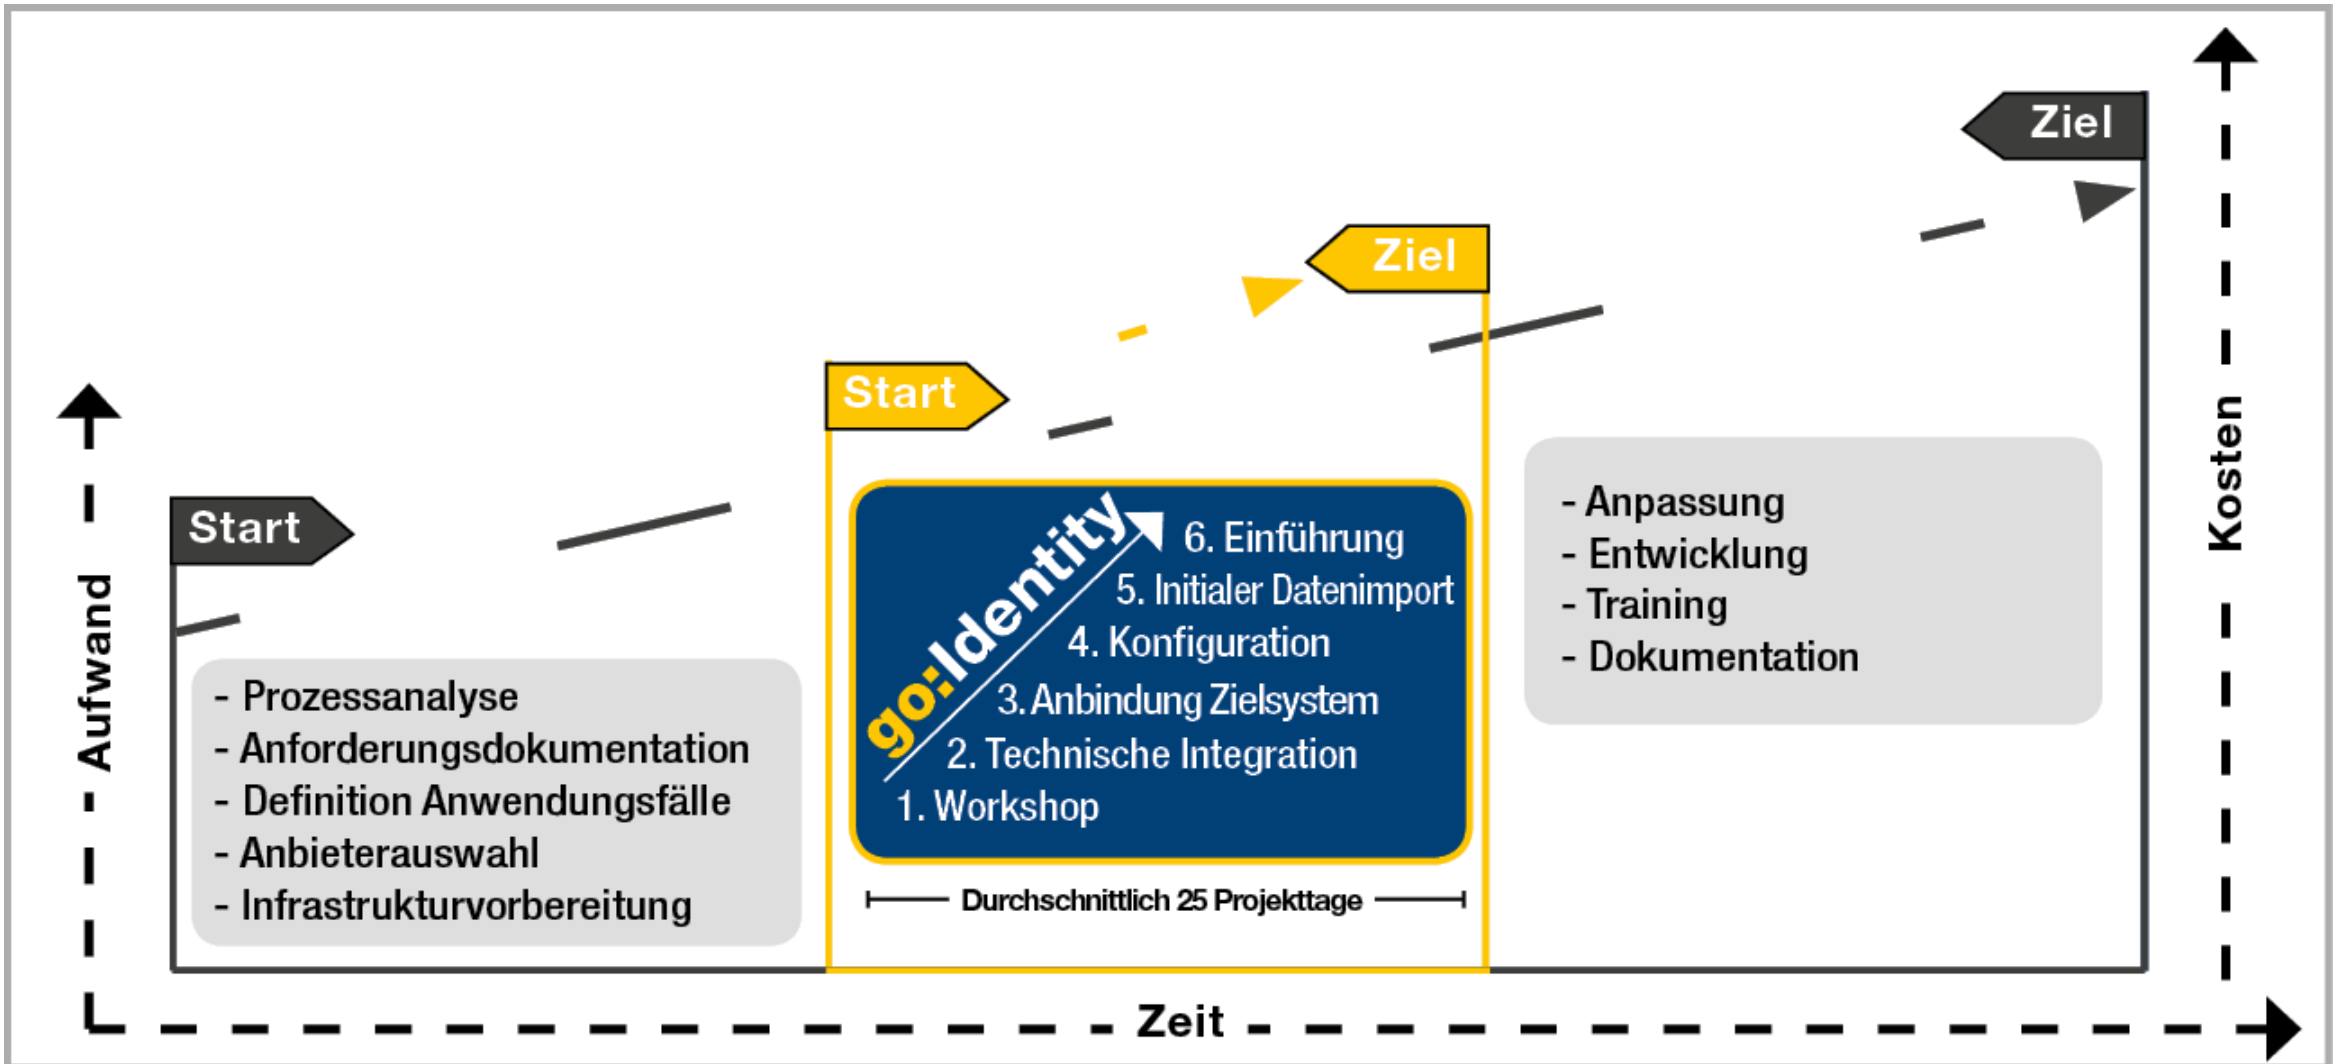 Ziel
Ziel
Start
Start
Aufwand
Kosten
- Prozessanalyse
- Anforderungsdokumentation
- Definition Anwendungsfälle
- Anbieterauswahl
- Infrastrukturvorbereitung
go:Identity
6. Einführung
5. Initialer Datenimport
4. Konfiguration
3. Anbindung Zielsystem
2. Technische Integration
1. Workshop
Durchschnittlich 25 Projekttage
- Anpassung
- Entwicklung
- Training
- Dokumentation
Zeit